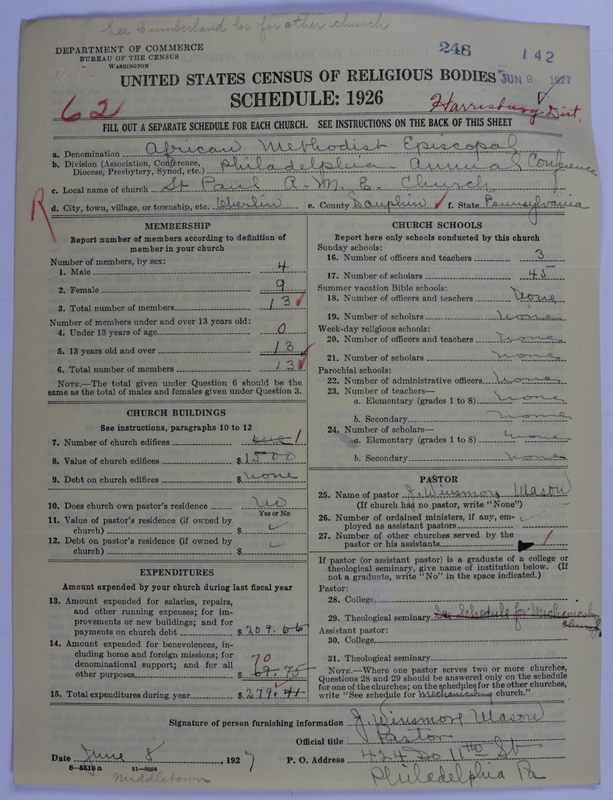 See Cumberland Co for other church
DEPARTMENT OF COMMERCE
BUREAU OF THE CENSUS
WASHINGTON
248
142
JUN 9 1927
UNITED STATES CENSUS OF RELIGIOUS BODIES
SCHEDULE: 1926
62
Harrisburg Dist.
FILL OUT A SEPARATE SCHEDULE FOR EACH CHURCH. SEE INSTRUCTIONS ON THE BACK OF THIS SHEET
a. Denomination African Methodist Episcopal
b. Division (Association, Conference, Diocese, Presbytery, Synod, etc.) Philadelphia Annual Conference
c. Local name of church St Paul A. M. E. Church
R
d. City, town, village, or township, etc. Oberlin e. County Dauphin ✓ f. State Pennsylvania
MEMBERSHIP
Report number of members according to definition of
member in your church
Number of members, by sex:
1. Male 4
2. Female 9
3. Total number of members 13 ✓
Number of members under and over 13 years old:
4. Under 13 years of age 0
5. 13 years old and over 13
6. Total number of members 13 ✓
NOTE.—The total given under Question 6 should be the
same as the total of males and females given under Question 3.
CHURCH BUILDINGS
See instructions, paragraphs 10 to 12
7. Number of church edifices one 1
8. Value of church edifices $ 1500
9. Debt on church edifices $ none
10. Does church own pastor's residence no
Yes or No
11. Value of pastor's residence (if owned by
church) $ ✓
12. Debt on pastor's residence (if owned by
church) $ ✓
EXPENDITURES
Amount expended by your church during last fiscal year
13. Amount expended for salaries, repairs,
and other running expenses; for im-
provements or new buildings; and for
payments on church debt $ 209.66
14. Amount expended for benevolences, in-
cluding home and foreign missions; for
denominational support; and for all
70
other purposes $ 69.75
15. Total expenditures during year $ 279.41
CHURCH SCHOOLS
Report here only schools conducted by this church
Sunday schools:
16. Number of officers and teachers 3
17. Number of scholars 45
Summer vacation Bible schools:
18. Number of officers and teachers None
19. Number of scholars none
Week-day religious schools:
20. Number of officers and teachers none
21. Number of scholars none
Parochial schools:
22. Number of administrative officers none
23. Number of teachers—
a. Elementary (grades 1 to 8) none
b. Secondary none
24. Number of scholars—
a. Elementary (grades 1 to 8) none
b. Secondary none
PASTOR
25. Name of pastor J. Winsmore Mason
(If church has no pastor, write "None")
26. Number of ordained ministers, if any, em-
ployed as assistant pastors ✓
27. Number of other churches served by the
pastor or his assistants 1
If pastor (or assistant pastor) is a graduate of a college or
theological seminary, give name of institution below. (If
not a graduate, write "No" in the space indicated.)
Pastor:
28. College
29. Theological seminary See Schedule for Mechanicsburg church
Assistant pastor:
30. College
31. Theological seminary
NOTE.—Where one pastor serves two or more churches,
Questions 28 and 29 should be answered only on the schedule
for one of the churches; on the schedules for the other churches,
write "See schedule for Mechanicsburg church."
Signature of person furnishing information J. Winsmore Mason
Official title Pastor
Date June 8, 1927 P. O. Address 424 So 11th St
8—5518 a 11—9024
Middletown
Philadelphia Pa